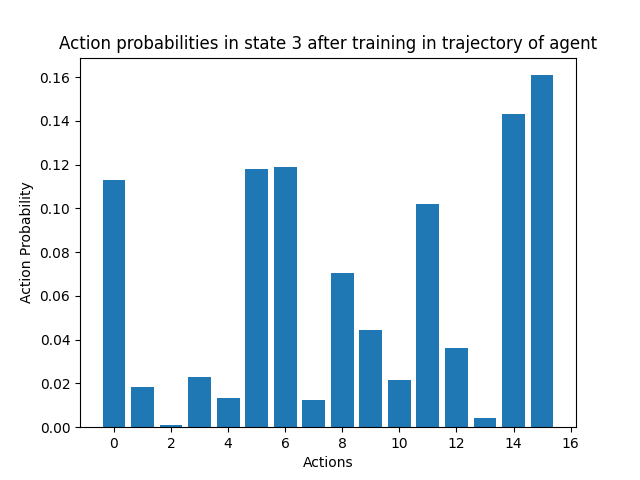 Action probabilities in state 3 after training in trajectory of agent
0.16
0.14
0.12
0.10
0.08
0.06
0.04
0.02
0.00
Action Probability
0 2 4 6 8 10 12 14 16
Actions